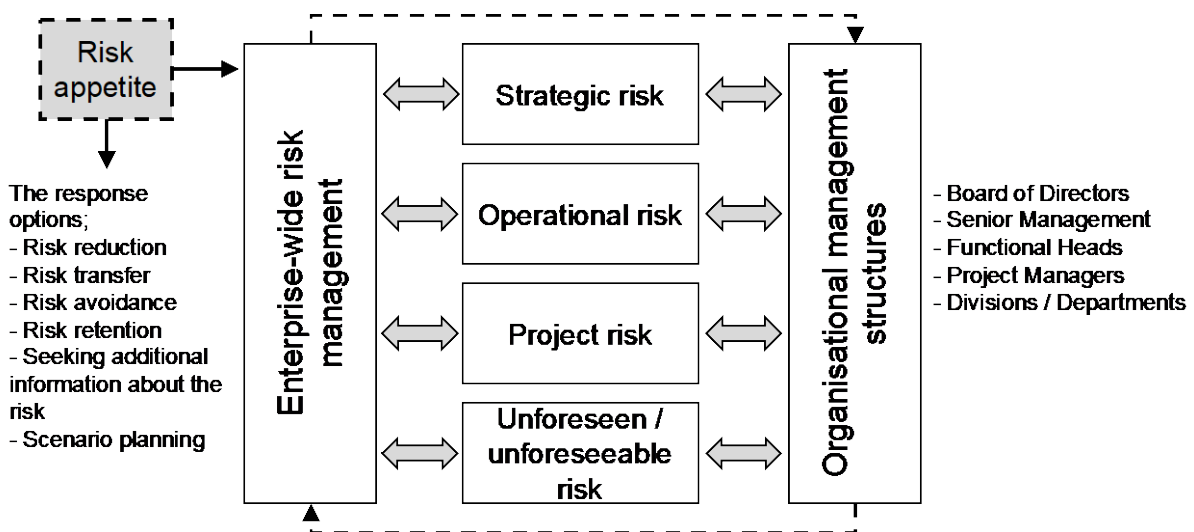 Risk
appetite
The response
options;
- Risk reduction
- Risk transfer
- Risk avoidance
- Risk retention
- Seeking additional
information about the
risk
- Scenario planning
Enterprise-wide risk
management
Strategic risk
Operational risk
Project risk
Unforeseen /
unforeseeable
risk
Organisational management
structures
- Board of Directors
- Senior Management
- Functional Heads
- Project Managers
- Divisions / Departments